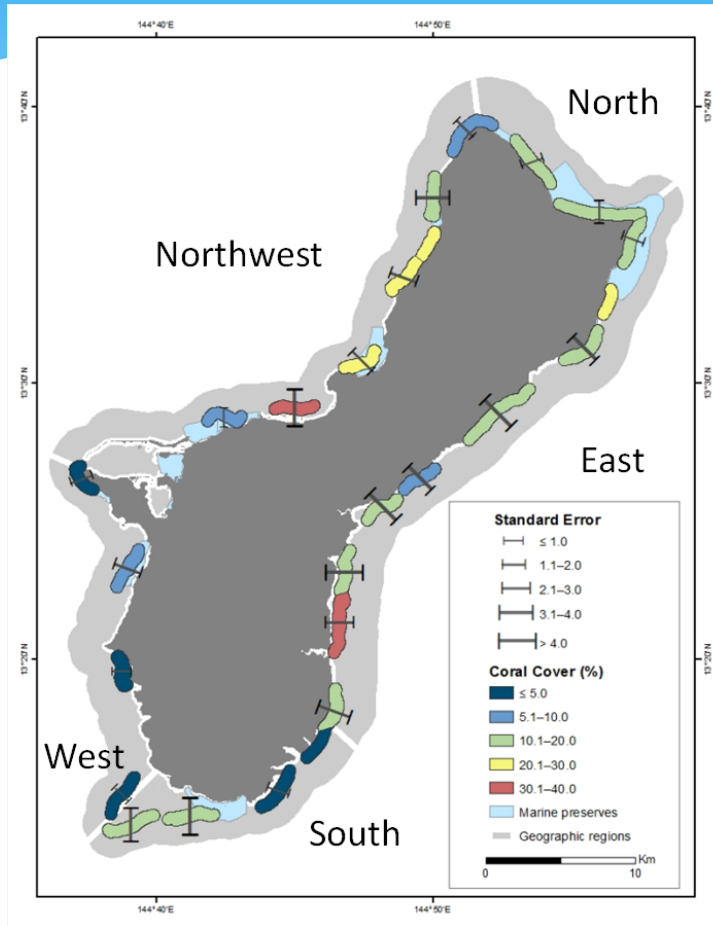 144°40'E 144°50'E
13°40'N 13°40'N
North
Northwest
13°30'N 13°30'N
East
Standard Error
≤ 1.0
1.1–2.0
2.1–3.0
3.1–4.0
> 4.0
13°20'N 13°20'N
Coral Cover (%)
≤ 5.0
5.1–10.0
10.1–20.0
20.1–30.0
30.1–40.0
Marine preserves
Geographic regions
Km
0 10
West
South
144°40'E 144°50'E